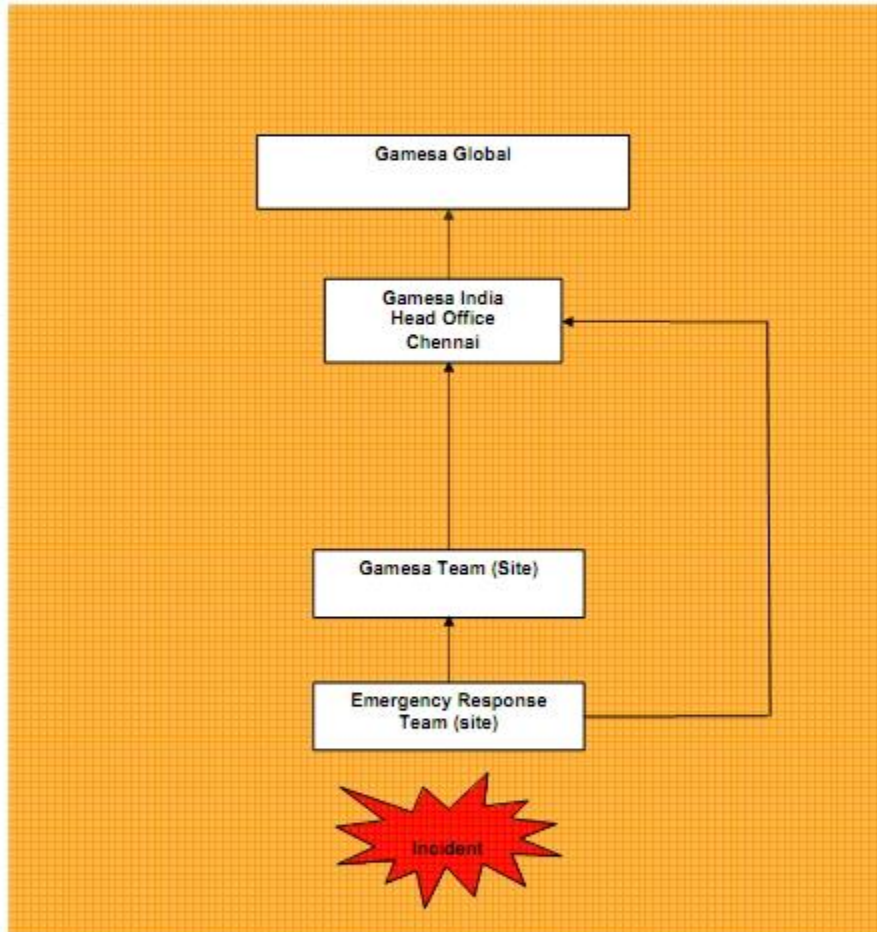 Gamesa Global
Gamesa India
Head Office
Chennai
Gamesa Team (Site)
Emergency Response
Team (site)
Incident